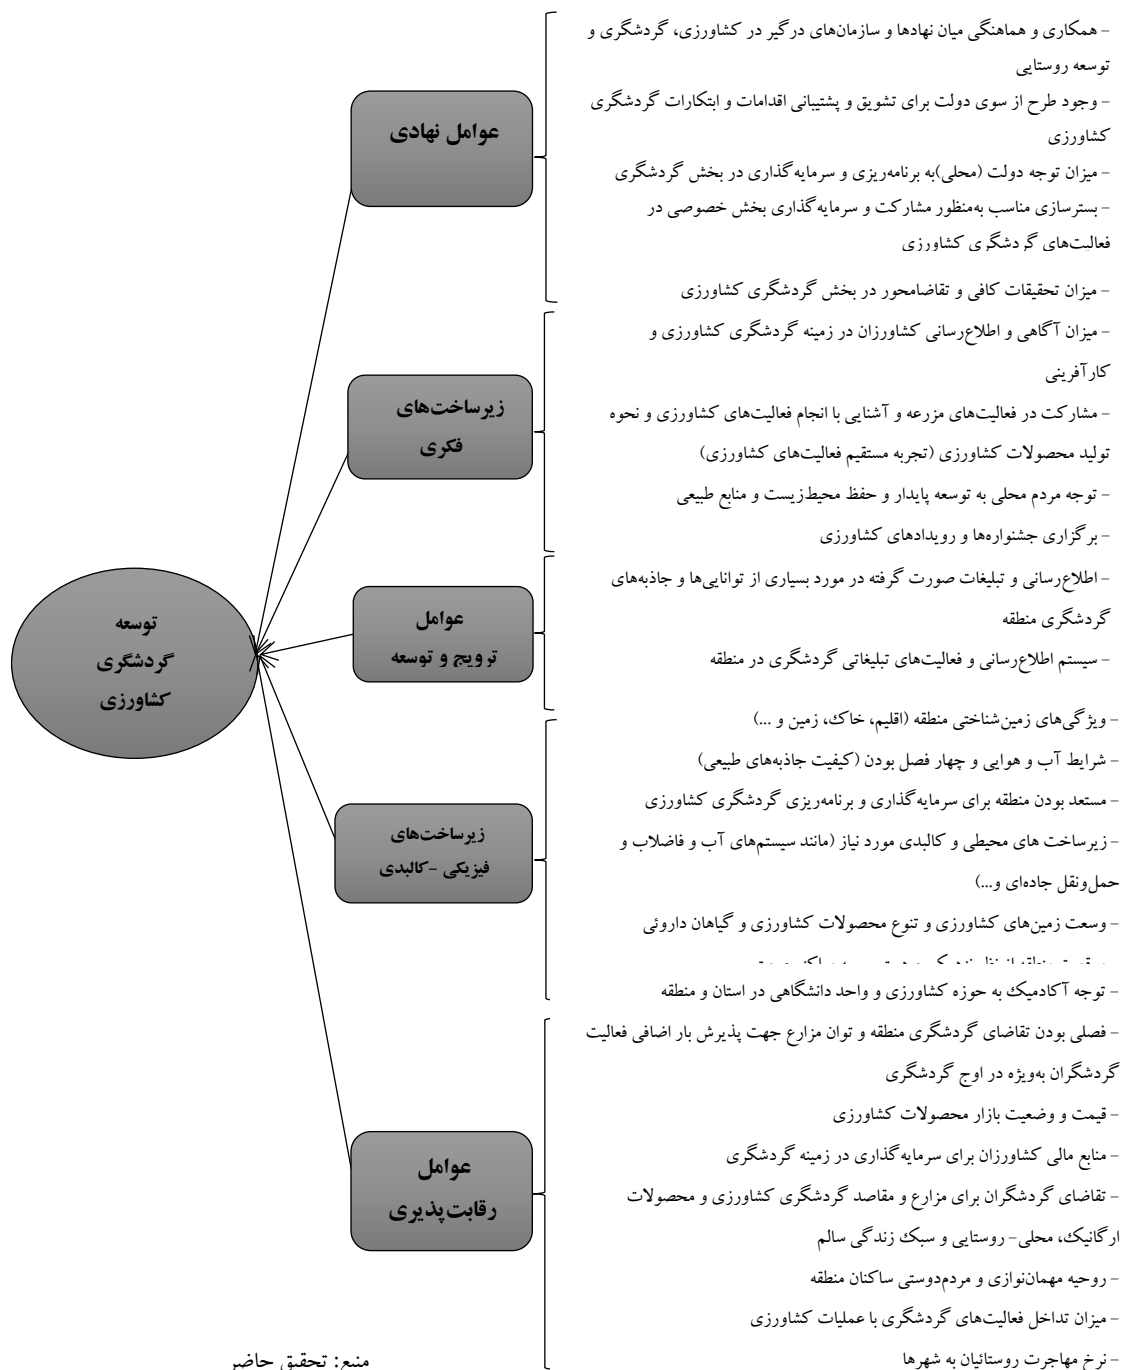 - همکاری و هماهنگی میان نهادها و سازمان‌های درگیر در کشاورزی، گردشگری و
توسعه روستایی
- وجود طرح از سوی دولت برای تشویق و پشتیبانی اقدامات و ابتکارات گردشگری
کشاورزی
- میزان توجه دولت (محلی)به برنامه‌ریزی و سرمایه‌گذاری در بخش گردشگری
- بسترسازی مناسب به‌منظور مشارکت و سرمایه‌گذاری بخش خصوصی در
فعالیت‌های گردشگری کشاورزی
- میزان تحقیقات کافی و تقاضامحور در بخش گردشگری کشاورزی
عوامل نهادی
- میزان آگاهی و اطلاع‌رسانی کشاورزان در زمینه گردشگری کشاورزی و
کارآفرینی
- مشارکت در فعالیت‌های مزرعه و آشنایی با انجام فعالیت‌های کشاورزی و نحوه
تولید محصولات کشاورزی (تجربه مستقیم فعالیت‌های کشاورزی)
- توجه مردم محلی به توسعه پایدار و حفظ محیط‌زیست و منابع طبیعی
- برگزاری جشنواره‌ها و رویدادهای کشاورزی
زیرساخت‌های
فکری
- اطلاع‌رسانی و تبلیغات صورت گرفته در مورد بسیاری از توانایی‌ها و جاذبه‌های
گردشگری منطقه
- سیستم اطلاع‌رسانی و فعالیت‌های تبلیغاتی گردشگری در منطقه
عوامل
ترویج و توسعه
- ویژگی‌های زمین‌شناختی منطقه (اقلیم، خاک، زمین و ...)
- شرایط آب و هوایی و چهار فصل بودن (کیفیت جاذبه‌های طبیعی)
- مستعد بودن منطقه برای سرمایه‌گذاری و برنامه‌ریزی گردشگری کشاورزی
- زیرساخت های محیطی و کالبدی مورد نیاز (مانند سیستم‌های آب و فاضلاب و
حمل‌ونقل جاده‌ای و...)
- وسعت زمین‌های کشاورزی و تنوع محصولات کشاورزی و گیاهان داروئی
- توجه آکادمیک به حوزه کشاورزی و واحد دانشگاهی در استان و منطقه
زیرساخت‌های
فیزیکی -کالبدی
- فصلی بودن تقاضای گردشگری منطقه و توان مزارع جهت پذیرش بار اضافی فعالیت
گردشگران به‌ویژه در اوج گردشگری
- قیمت و وضعیت بازار محصولات کشاورزی
- منابع مالی کشاورزان برای سرمایه‌گذاری در زمینه گردشگری
- تقاضای گردشگران برای مزارع و مقاصد گردشگری کشاورزی و محصولات
ارگانیک، محلی- روستایی و سبک زندگی سالم
- روحیه مهمان‌نوازی و مردم‌دوستی ساکنان منطقه
- میزان تداخل فعالیت‌های گردشگری با عملیات کشاورزی
- نرخ مهاجرت روستائیان به شهرها
عوامل
رقابت‌پذیری
توسعه
گردشگری
کشاورزی
منبع: تحقیق حاضر